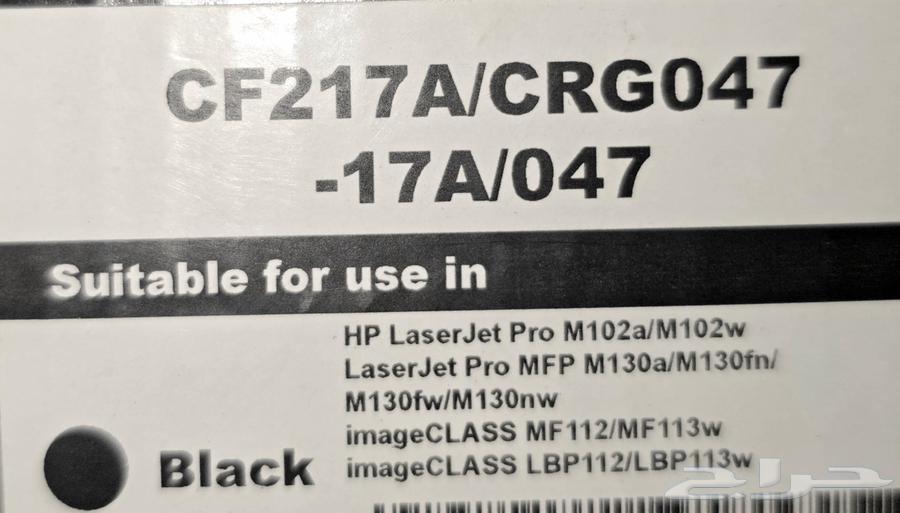 CF217A/CRG047
-17A/047
Suitable for use in
HP LaserJet Pro M102a/M102w
LaserJet Pro MFP M130a/M130fn/
M130fw/M130nw
imageCLASS MF112/MF113w
imageCLASS LBP112/LBP113w
Black
حراج